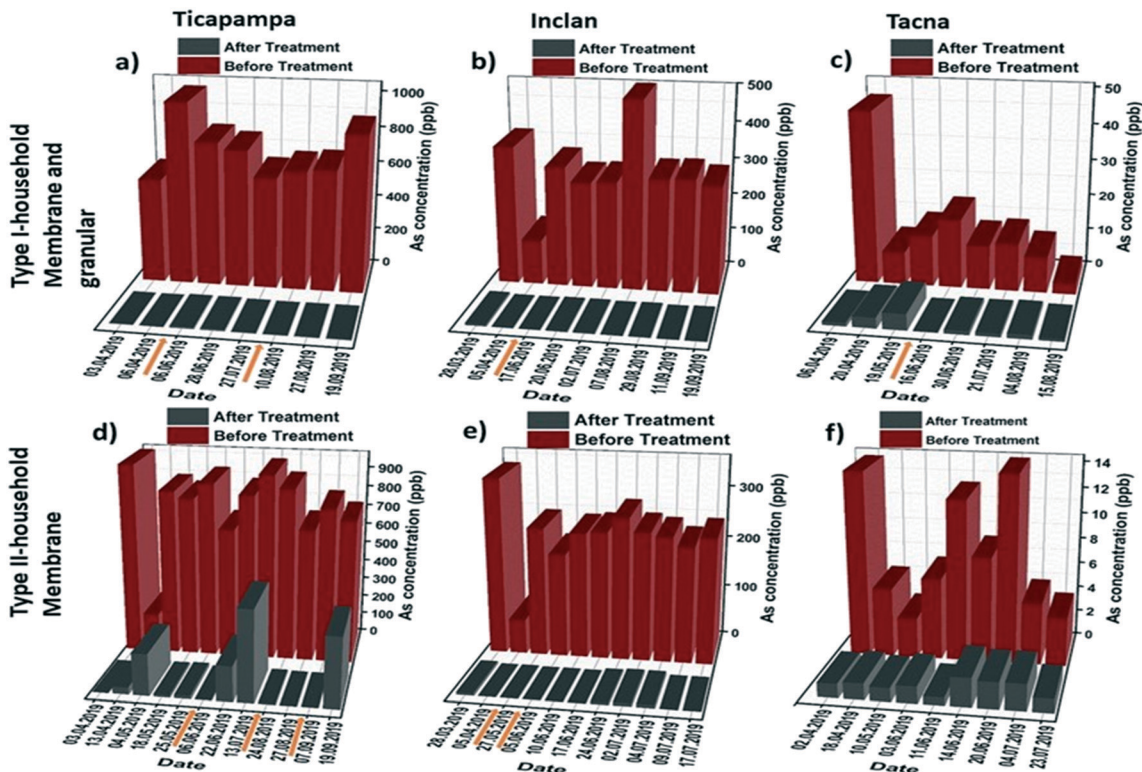 Ticapampa
Inclan
Tacna
Type I-household
Membrane and
granular
a)
After Treatment
Before Treatment
1000
800
600
400
200
0
As concentration (ppb)
03.04.2019
06.04.2019
06.06.2019
28.06.2019
27.07.2019
10.08.2019
27.08.2019
19.09.2019
Date
b)
After Treatment
Before Treatment
500
400
300
200
100
0
As concentration (ppb)
28.03.2019
05.04.2019
17.06.2019
20.06.2019
02.07.2019
07.08.2019
29.08.2019
11.09.2019
19.09.2019
Date
c)
After Treatment
Before Treatment
50
40
30
20
10
0
As concentration (ppb)
06.04.2019
20.04.2019
19.05.2019
16.06.2019
30.06.2019
21.07.2019
04.08.2019
15.08.2019
Date
Type II-household
Membrane
d)
After Treatment
Before Treatment
900
800
700
600
500
400
300
200
100
0
As concentration (ppb)
03.04.2019
13.04.2019
04.05.2019
18.05.2019
25.05.2019
06.06.2019
22.06.2019
13.07.2019
24.08.2019
27.08.2019
07.09.2019
19.09.2019
Date
e)
After Treatment
Before Treatment
300
200
100
0
As concentration (ppb)
28.03.2019
05.04.2019
27.05.2019
05.06.2019
10.06.2019
17.06.2019
24.06.2019
02.07.2019
04.07.2019
09.07.2019
17.07.2019
Date
f)
After Treatment
Before Treatment
14
12
10
8
6
4
2
0
As concentration (ppb)
02.04.2019
18.04.2019
10.05.2019
03.06.2019
11.06.2019
14.06.2019
20.06.2019
04.07.2019
23.07.2019
Date